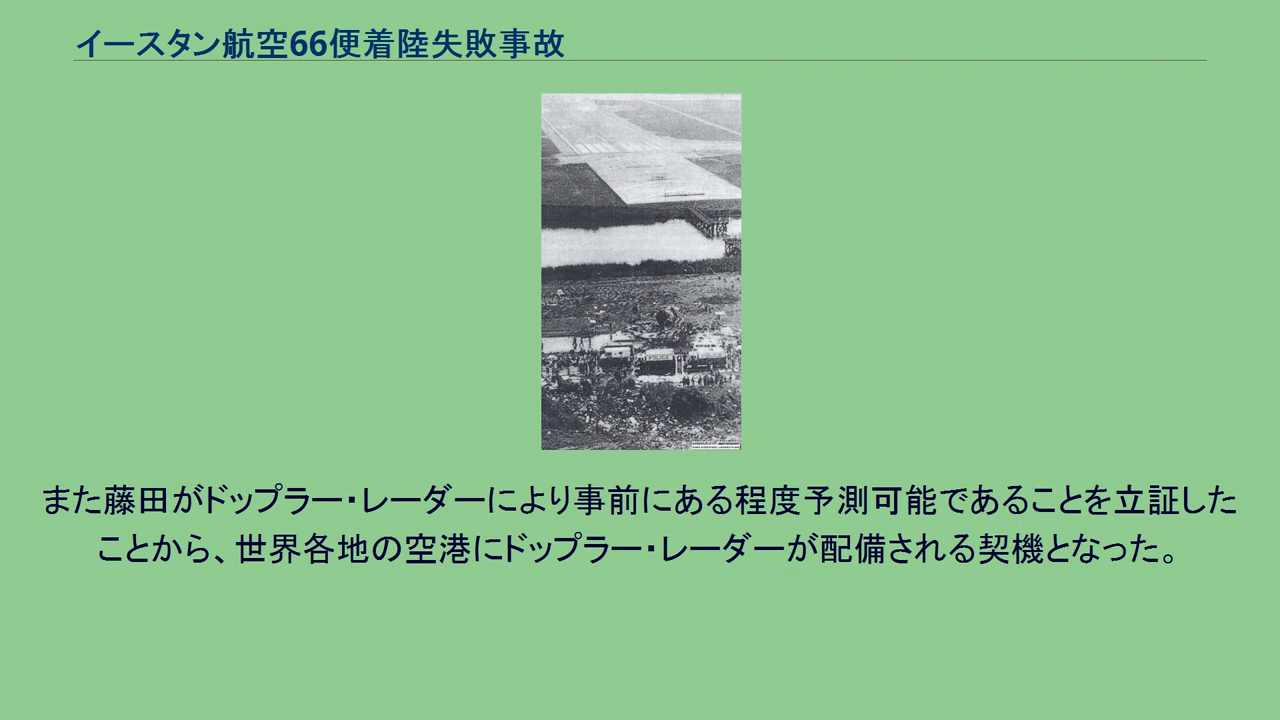 イースタン航空66便着陸失敗事故
また藤田がドップラー・レーダーにより事前にある程度予測可能であることを立証した
ことから、世界各地の空港にドップラー・レーダーが配備される契機となった。